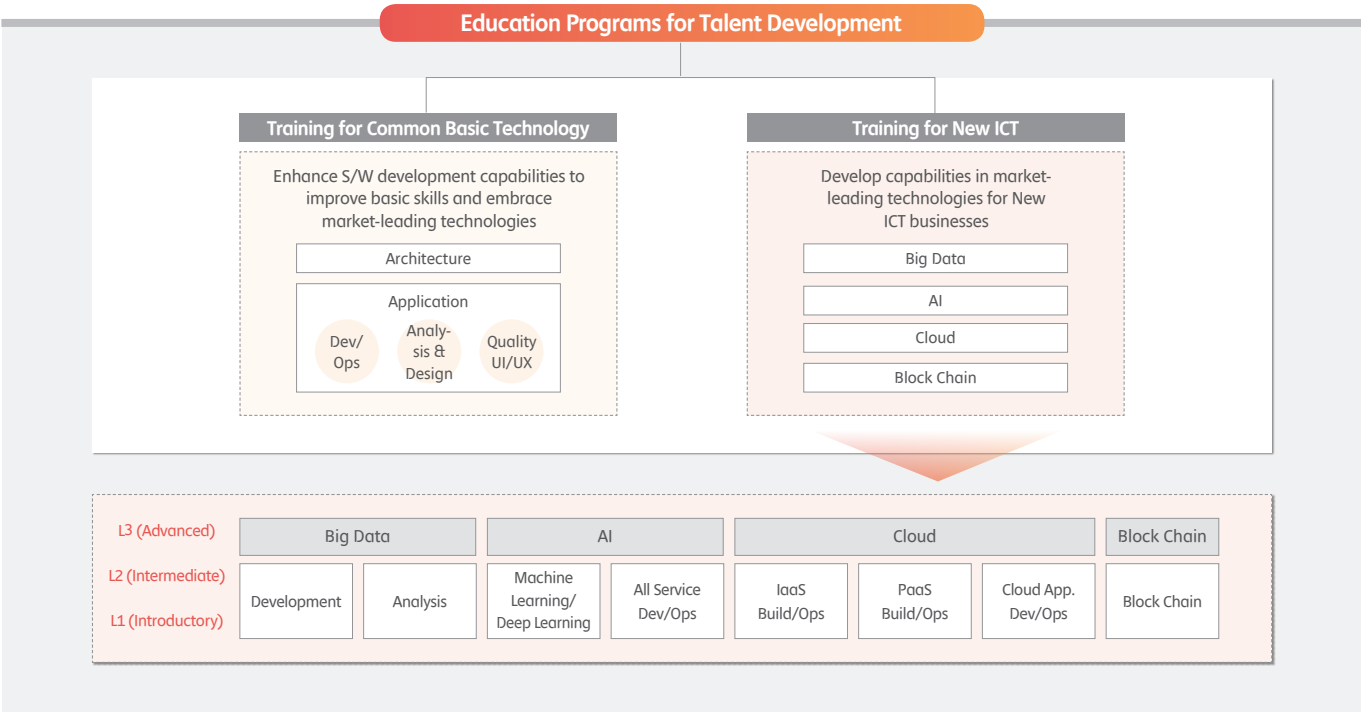 Education Programs for Talent Development
Training for Common Basic Technology
Enhance S/W development capabilities to
improve basic skills and embrace
market-leading technologies
Architecture
Application
Dev/
Ops
Analy-
sis &
Design
Quality
UI/UX
Training for New ICT
Develop capabilities in market-
leading technologies for New
ICT businesses
Big Data
AI
Cloud
Block Chain
L3 (Advanced)
L2 (Intermediate)
L1 (Introductory)
Big Data
AI
Cloud
Block Chain
Development
Analysis
Machine
Learning/
Deep Learning
All Service
Dev/Ops
IaaS
Build/Ops
PaaS
Build/Ops
Cloud App.
Dev/Ops
Block Chain